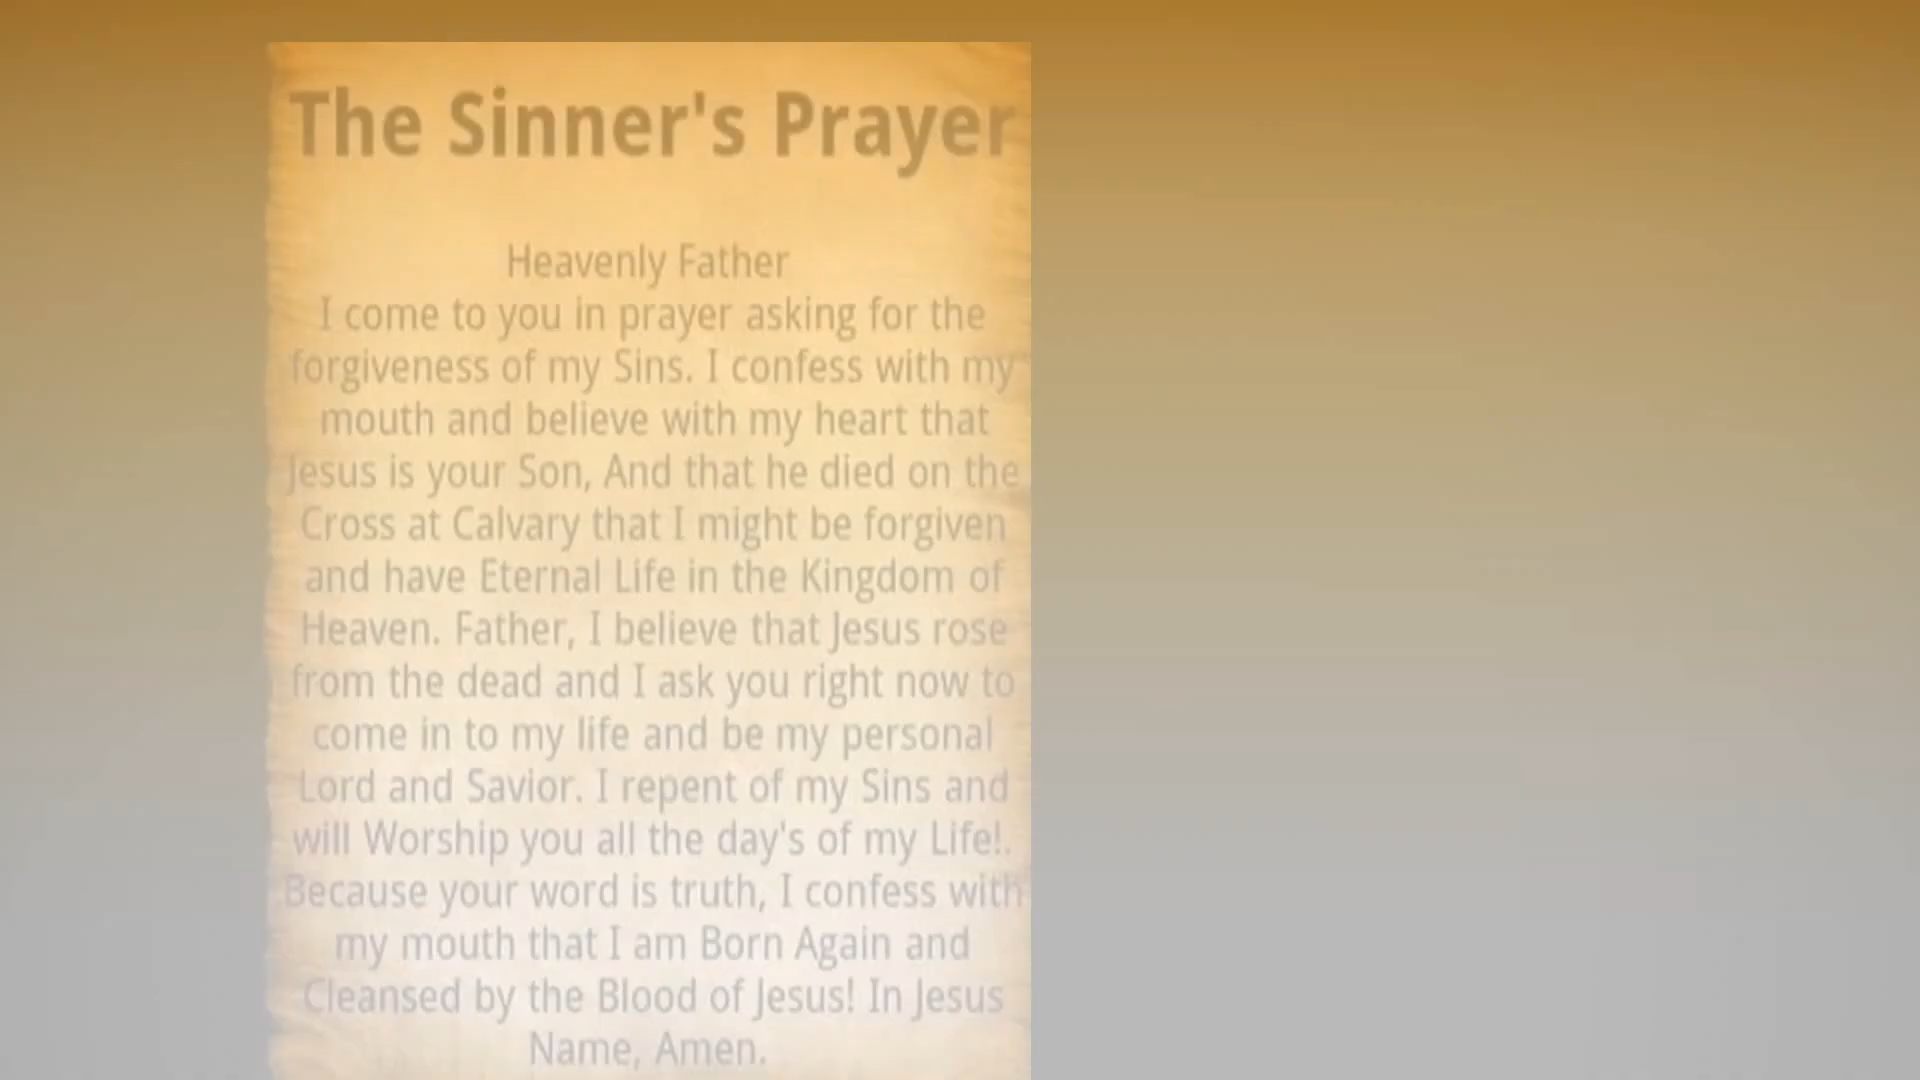 The Sinner's Prayer
Heavenly Father
I come to you in prayer asking for the
forgiveness of my Sins. I confess with my
mouth and believe with my heart that
Jesus is your Son, And that he died on the
Cross at Calvary that I might be forgiven
and have Eternal Life in the Kingdom of
Heaven. Father, I believe that Jesus rose
from the dead and I ask you right now to
come in to my life and be my personal
Lord and Savior. I repent of my Sins and
will Worship you all the day's of my Life!.
Because your word is truth, I confess with
my mouth that I am Born Again and
Cleansed by the Blood of Jesus! In Jesus
Name, Amen.